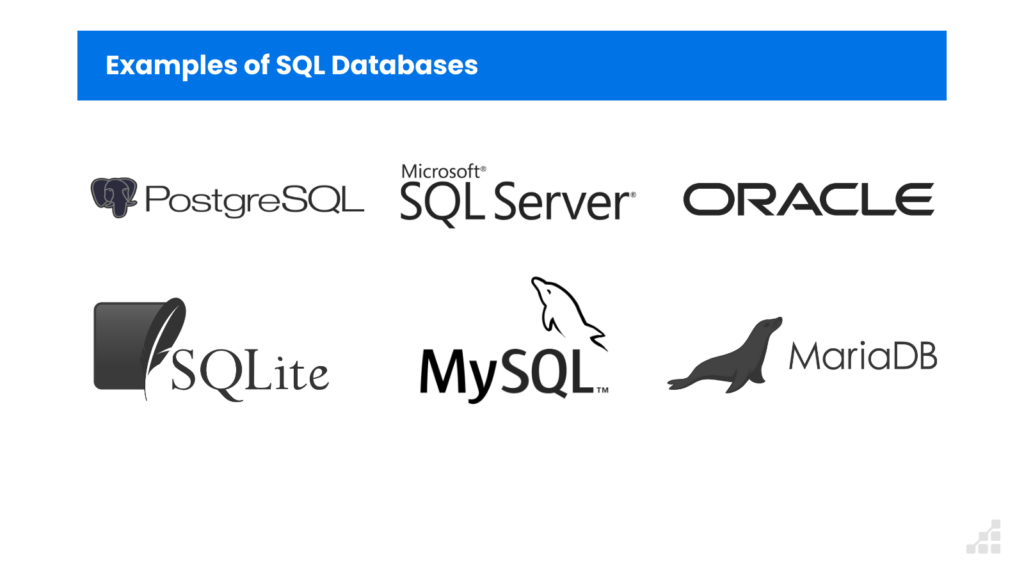 Examples of SQL Databases
PostgreSQL
Microsoft®
SQL Server®
ORACLE
SQLite
MySQL™
MariaDB